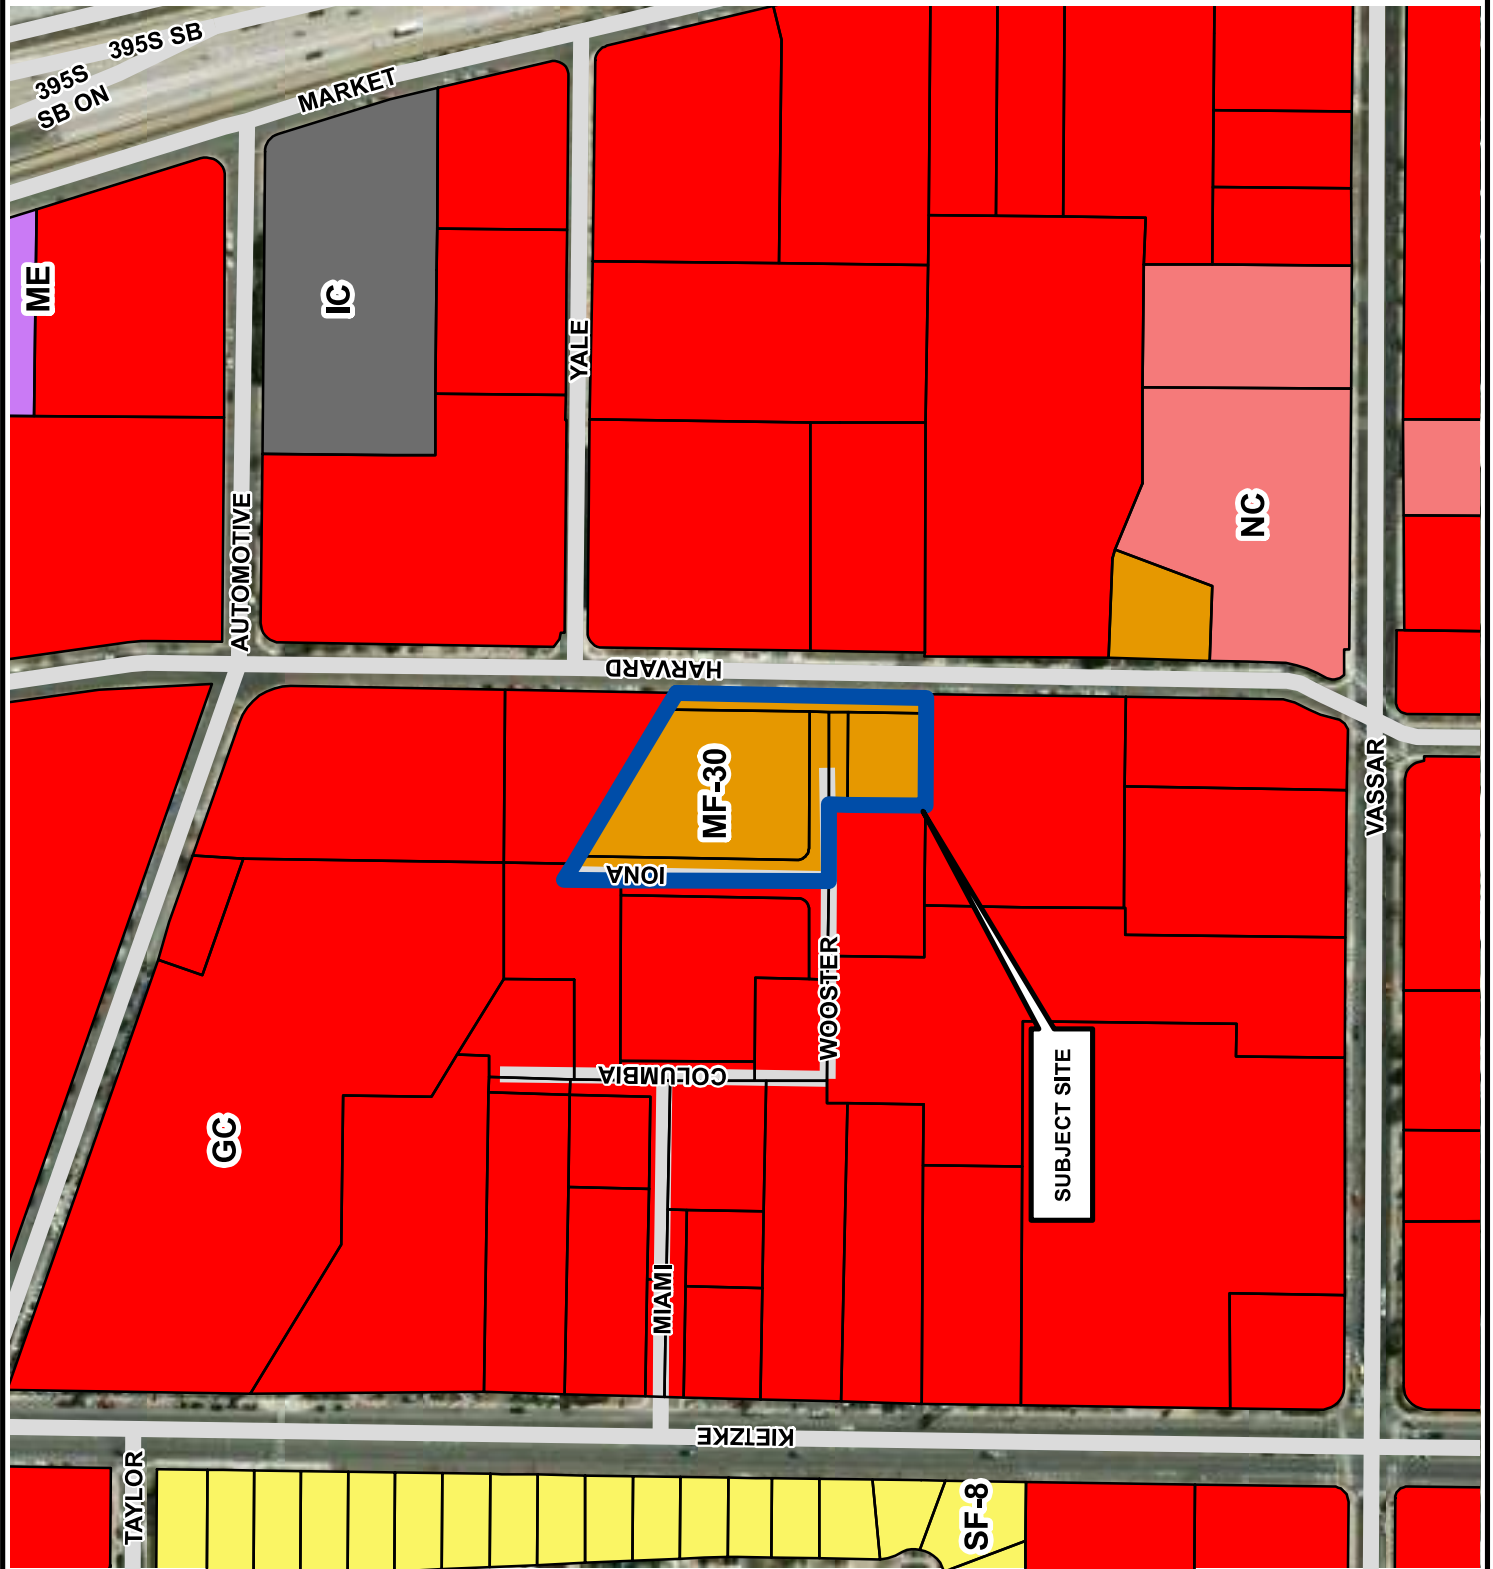 395S SB
395S
SB ON
MARKET
ME
IC
YALE
AUTOMOTIVE
NC
HARVARD
MF-30
VASSAR
IONA
WOOSTER
COLUMBIA
GC
SUBJECT SITE
MIAMI
KIETZKE
TAYLOR
SF-8